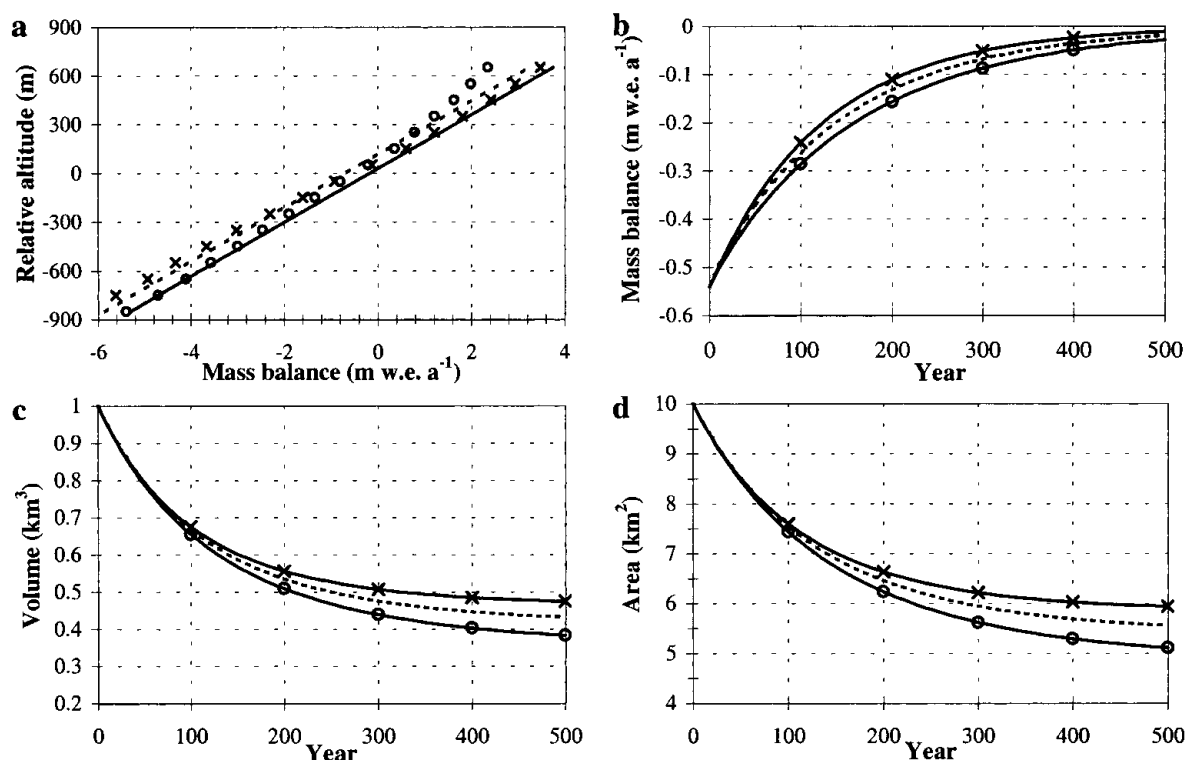 a
900
600
300
0
-300
-600
-900
Relative altitude (m)
-6 -4 -2 0 2 4
Mass balance (m w.e. a⁻¹)
b
0
-0.1
-0.2
-0.3
-0.4
-0.5
-0.6
Mass balance (m w.e. a⁻¹)
0 100 200 300 400 500
Year
c
1
0.9
0.8
0.7
0.6
0.5
0.4
0.3
0.2
Volume (km³)
0 100 200 300 400 500
Year
d
10
9
8
7
6
5
4
Area (km²)
0 100 200 300 400 500
Year